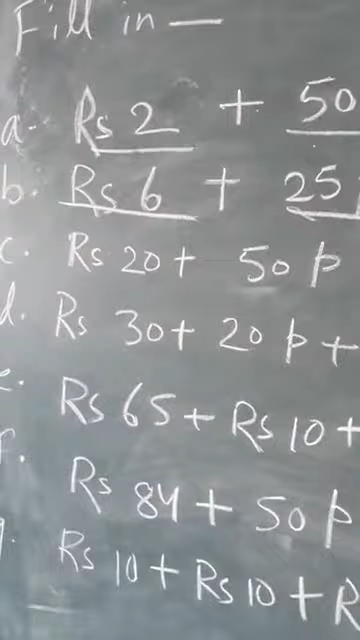 Fill in —
a. Rs 2 + 50
b. Rs 6 + 25
c. Rs 20 + 50 p
d. Rs 30 + 20 p +
e. Rs 65 + Rs 10 +
f. Rs 84 + 50 p
g. Rs 10 + Rs 10 + R